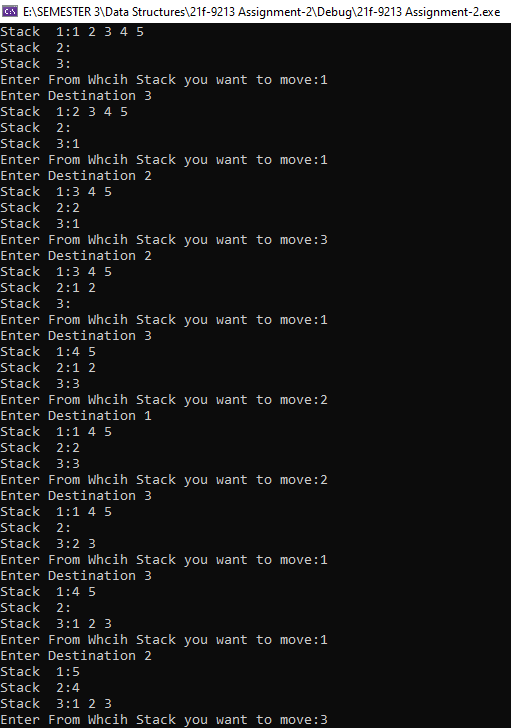 E:\SEMESTER 3\Data Structures\21f-9213 Assignment-2\Debug\21f-9213 Assignment-2.exe
Stack  1:1 2 3 4 5
Stack  2:
Stack  3:
Enter From Whcih Stack you want to move:1
Enter Destination 3
Stack  1:2 3 4 5
Stack  2:
Stack  3:1
Enter From Whcih Stack you want to move:1
Enter Destination 2
Stack  1:3 4 5
Stack  2:2
Stack  3:1
Enter From Whcih Stack you want to move:3
Enter Destination 2
Stack  1:3 4 5
Stack  2:1 2
Stack  3:
Enter From Whcih Stack you want to move:1
Enter Destination 3
Stack  1:4 5
Stack  2:1 2
Stack  3:3
Enter From Whcih Stack you want to move:2
Enter Destination 1
Stack  1:1 4 5
Stack  2:2
Stack  3:3
Enter From Whcih Stack you want to move:2
Enter Destination 3
Stack  1:1 4 5
Stack  2:
Stack  3:2 3
Enter From Whcih Stack you want to move:1
Enter Destination 3
Stack  1:4 5
Stack  2:
Stack  3:1 2 3
Enter From Whcih Stack you want to move:1
Enter Destination 2
Stack  1:5
Stack  2:4
Stack  3:1 2 3
Enter From Whcih Stack you want to move:3